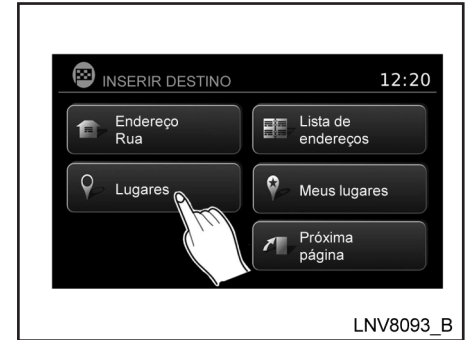 INSERIR DESTINO 12:20
Endereço
Rua
Lista de
endereços
Lugares
Meus lugares
Próxima
página
LNV8093_B